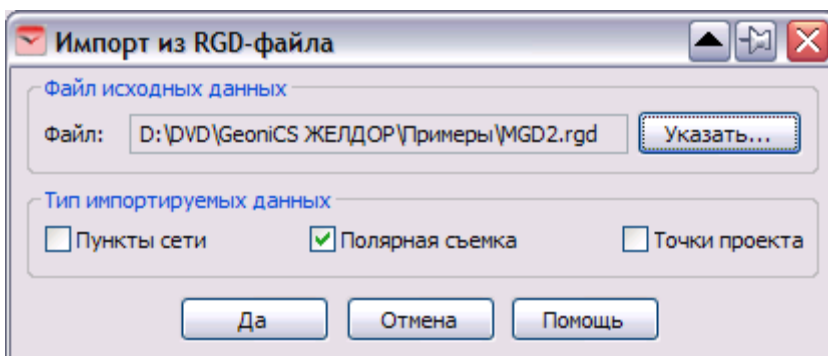 Импорт из RGD-файла
Файл исходных данных
Файл: D:\DVD\GeoniCS ЖЕЛДОР\Примеры\MGD2.rgd Указать...
Тип импортируемых данных
Пункты сети Полярная съемка Точки проекта
Да Отмена Помощь